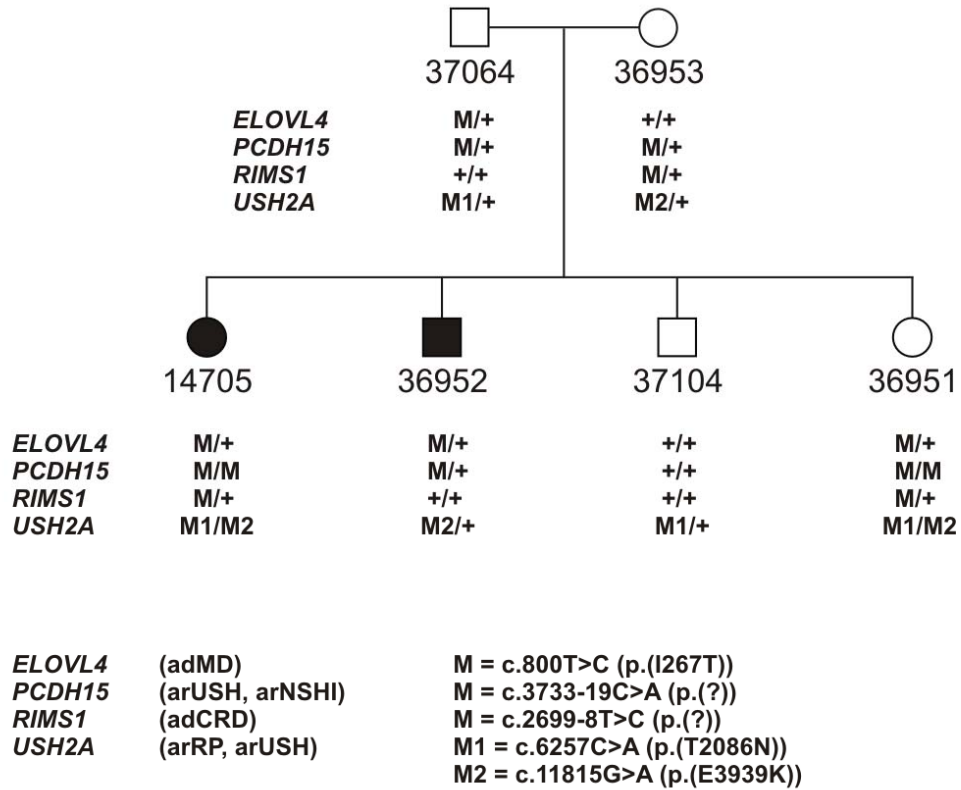 37064 36953
ELOVL4 M/+ +/+
PCDH15 M/+ M/+
RIMS1 +/+ M/+
USH2A M1/+ M2/+
14705 36952 37104 36951
ELOVL4 M/+ M/+ +/+ M/+
PCDH15 M/M M/+ +/+ M/M
RIMS1 M/+ +/+ +/+ M/+
USH2A M1/M2 M2/+ M1/+ M1/M2
ELOVL4 (adMD) M = c.800T>C (p.(I267T))
PCDH15 (arUSH, arNSHI) M = c.3733-19C>A (p.(?))
RIMS1 (adCRD) M = c.2699-8T>C (p.(?))
USH2A (arRP, arUSH) M1 = c.6257C>A (p.(T2086N))
M2 = c.11815G>A (p.(E3939K))